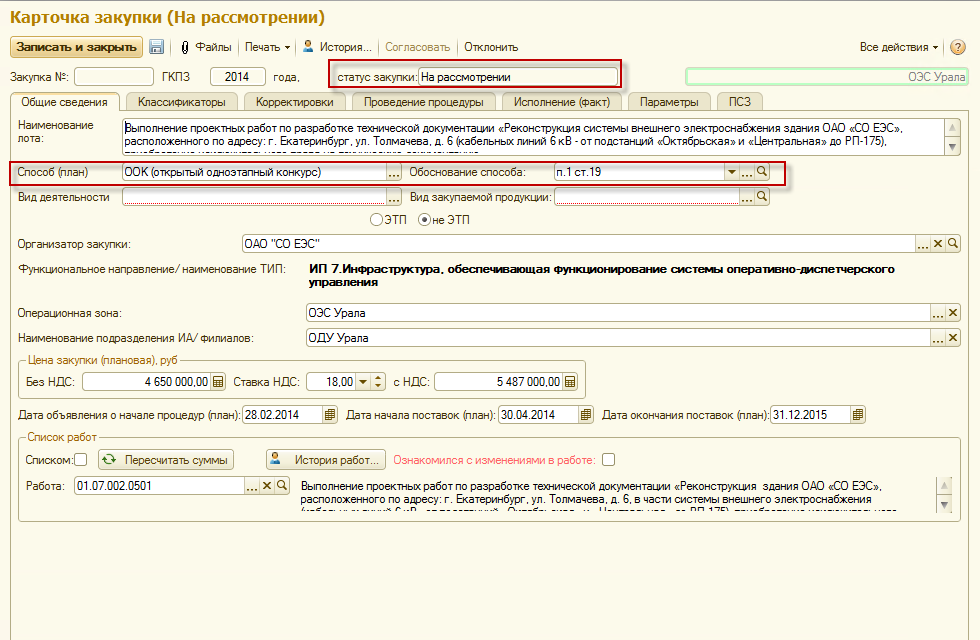 Карточка закупки (На рассмотрении)
Записать и закрыть Файлы Печать История... Согласовать Отклонить Все действия ?
Закупка №: ГКПЗ 2014 года, статус закупки: На рассмотрении ОЭС Урала
Общие сведения Классификаторы Корректировки Проведение процедуры Исполнение (факт) Параметры ПСЗ
Наименование лота: Выполнение проектных работ по разработке технической документации «Реконструкция системы внешнего электроснабжения здания ОАО «СО ЕЭС»,
расположенного по адресу: г. Екатеринбург, ул. Толмачева, д. 6 (кабельных линий 6 кВ - от подстанций «Октябрьская» и «Центральная» до РП-175),
Способ (план) ООК (открытый одноэтапный конкурс) ... Обоснование способа: п.1 ст.19 ...
Вид деятельности ... Вид закупаемой продукции: ...
ЭТП не ЭТП
Организатор закупки: ОАО "СО ЕЭС" ...
Функциональное направление/ наименование ТИП: ИП 7.Инфраструктура, обеспечивающая функционирование системы оперативно-диспетчерского
управления
Операционная зона: ОЭС Урала ...
Наименование подразделения ИА/ филиалов: ОДУ Урала ...
Цена закупки (плановая), руб
Без НДС: 4 650 000,00 Ставка НДС: 18,00 с НДС: 5 487 000,00
Дата объявления о начале процедур (план): 28.02.2014 Дата начала поставок (план): 30.04.2014 Дата окончания поставок (план): 31.12.2015
Список работ
Списком: Пересчитать суммы История работ... Ознакомился с изменениями в работе:
Работа: 01.07.002.0501 ... Выполнение проектных работ по разработке технической документации «Реконструкция здания ОАО «СО ЕЭС»,
расположенного по адресу: г. Екатеринбург, ул. Толмачева, д. 6, в части системы внешнего электроснабжения